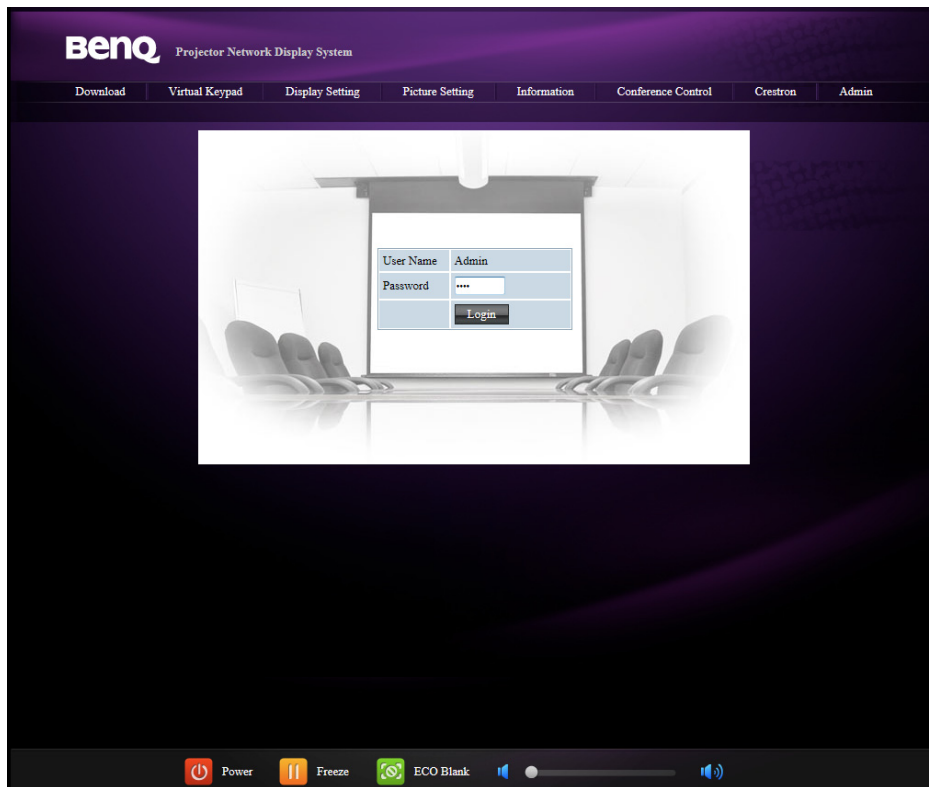 BenQ Projector Network Display System
Download Virtual Keypad Display Setting Picture Setting Information Conference Control Crestron Admin
User Name Admin
Password ••••
Login
Power Freeze ECO Blank